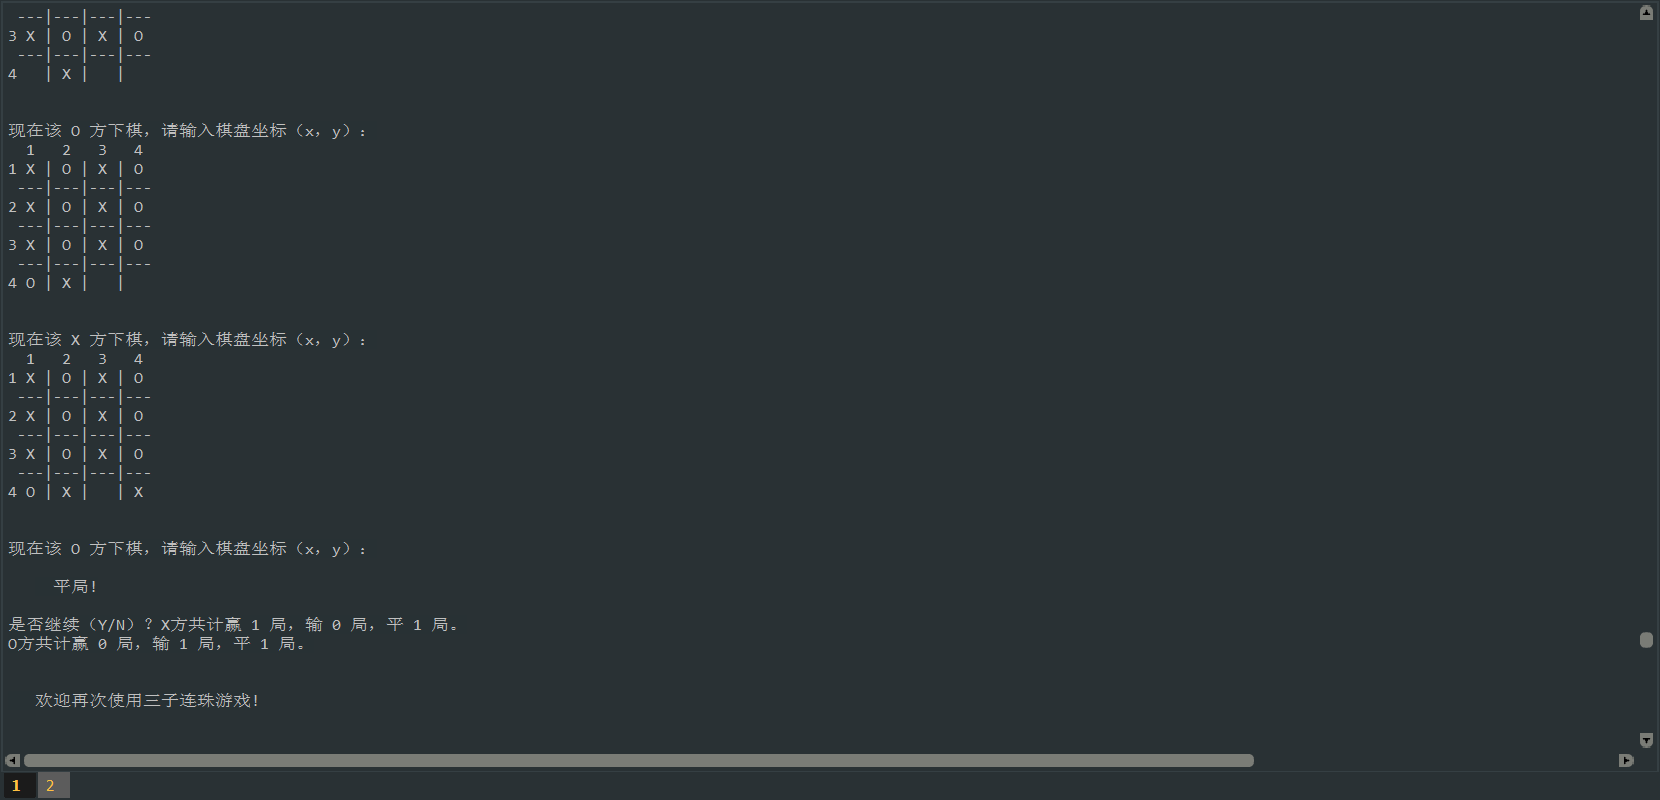 ---|---|---|---
3 X | O | X | O
---|---|---|---
4   | X |   |
现在该 O 方下棋，请输入棋盘坐标（x，y）：
  1   2   3   4
1 X | O | X | O
---|---|---|---
2 X | O | X | O
---|---|---|---
3 X | O | X | O
---|---|---|---
4 O | X |   |
现在该 X 方下棋，请输入棋盘坐标（x，y）：
  1   2   3   4
1 X | O | X | O
---|---|---|---
2 X | O | X | O
---|---|---|---
3 X | O | X | O
---|---|---|---
4 O | X |   | X
现在该 O 方下棋，请输入棋盘坐标（x，y）：
平局!
是否继续（Y/N）？X方共计赢 1 局，输 0 局，平 1 局。
O方共计赢 0 局，输 1 局，平 1 局。
欢迎再次使用三子连珠游戏!
1 2